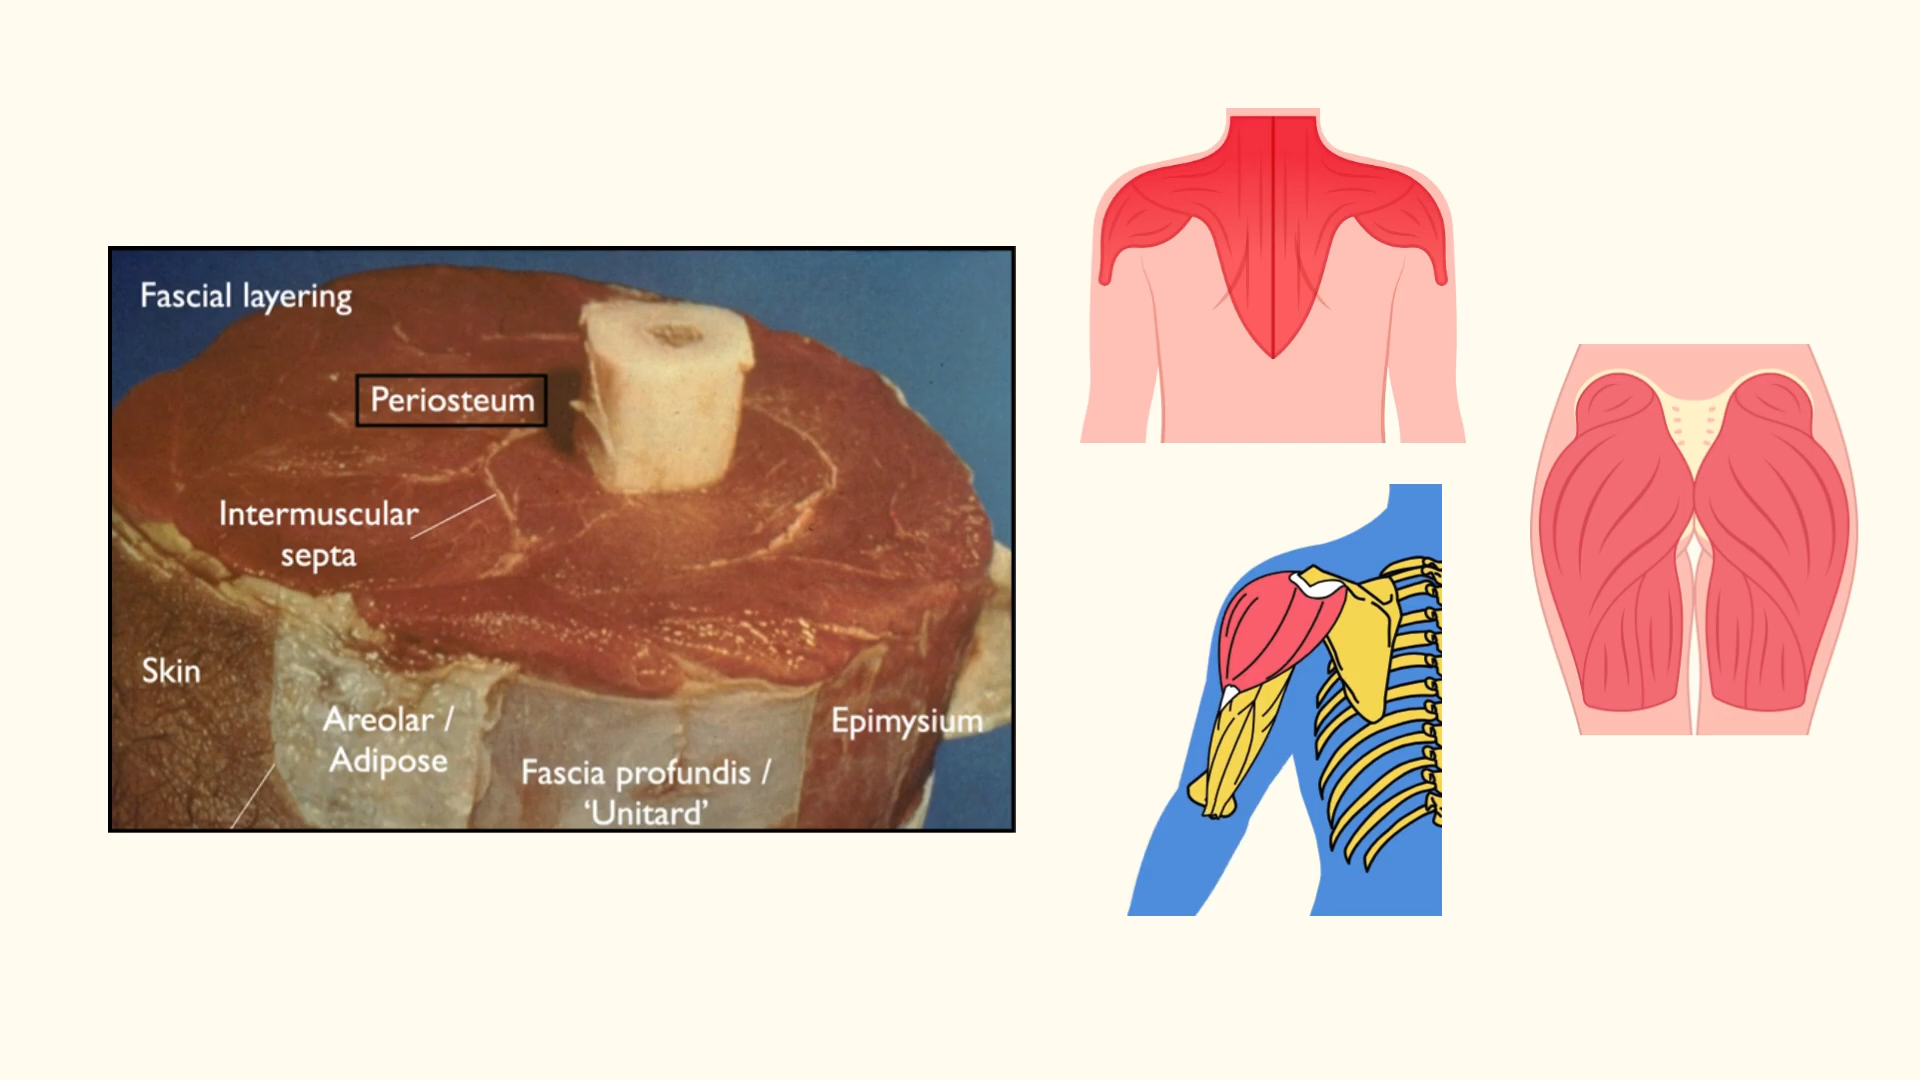 Fascial layering
Periosteum
Intermuscular
septa
Skin
Areolar /
Adipose
Epimysium
Fascia profundis /
‘Unitard’